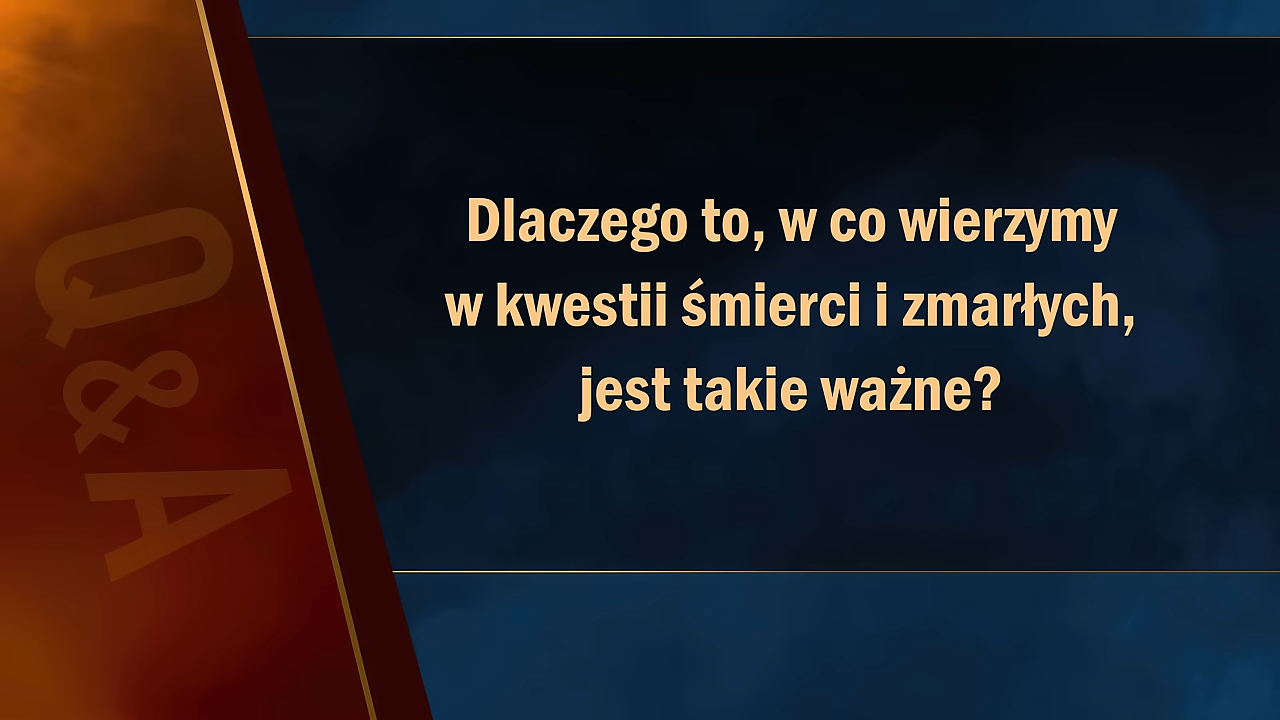 Q&A
Dlaczego to, w co wierzymy
w kwestii śmierci i zmarłych,
jest takie ważne?